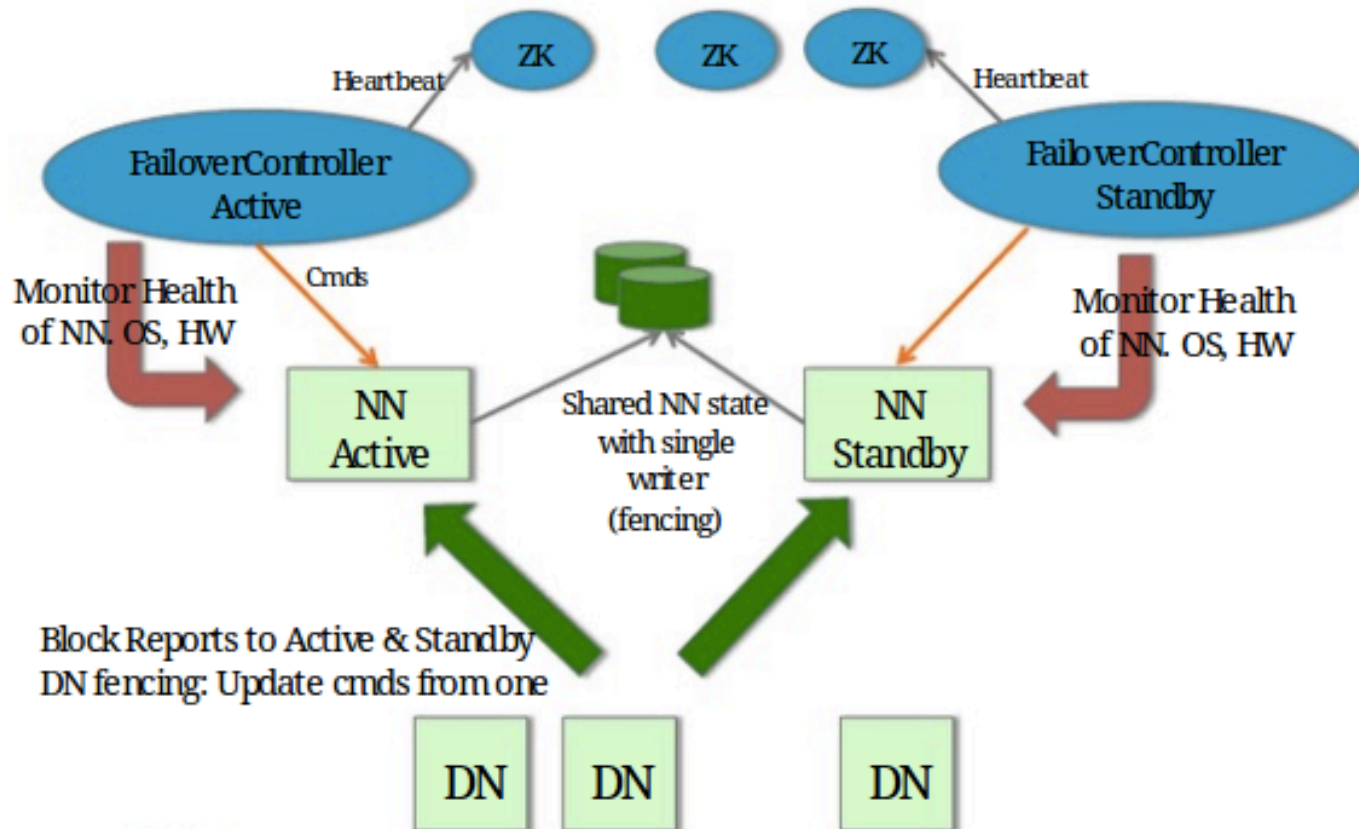 ZK
ZK
ZK
Heartbeat
Heartbeat
FailoverController
Active
FailoverController
Standby
Cmds
Monitor Health
of NN. OS, HW
Monitor Health
of NN. OS, HW
NN
Active
Shared NN state
with single
writer
(fencing)
NN
Standby
Block Reports to Active & Standby
DN fencing: Update cmds from one
DN
DN
DN